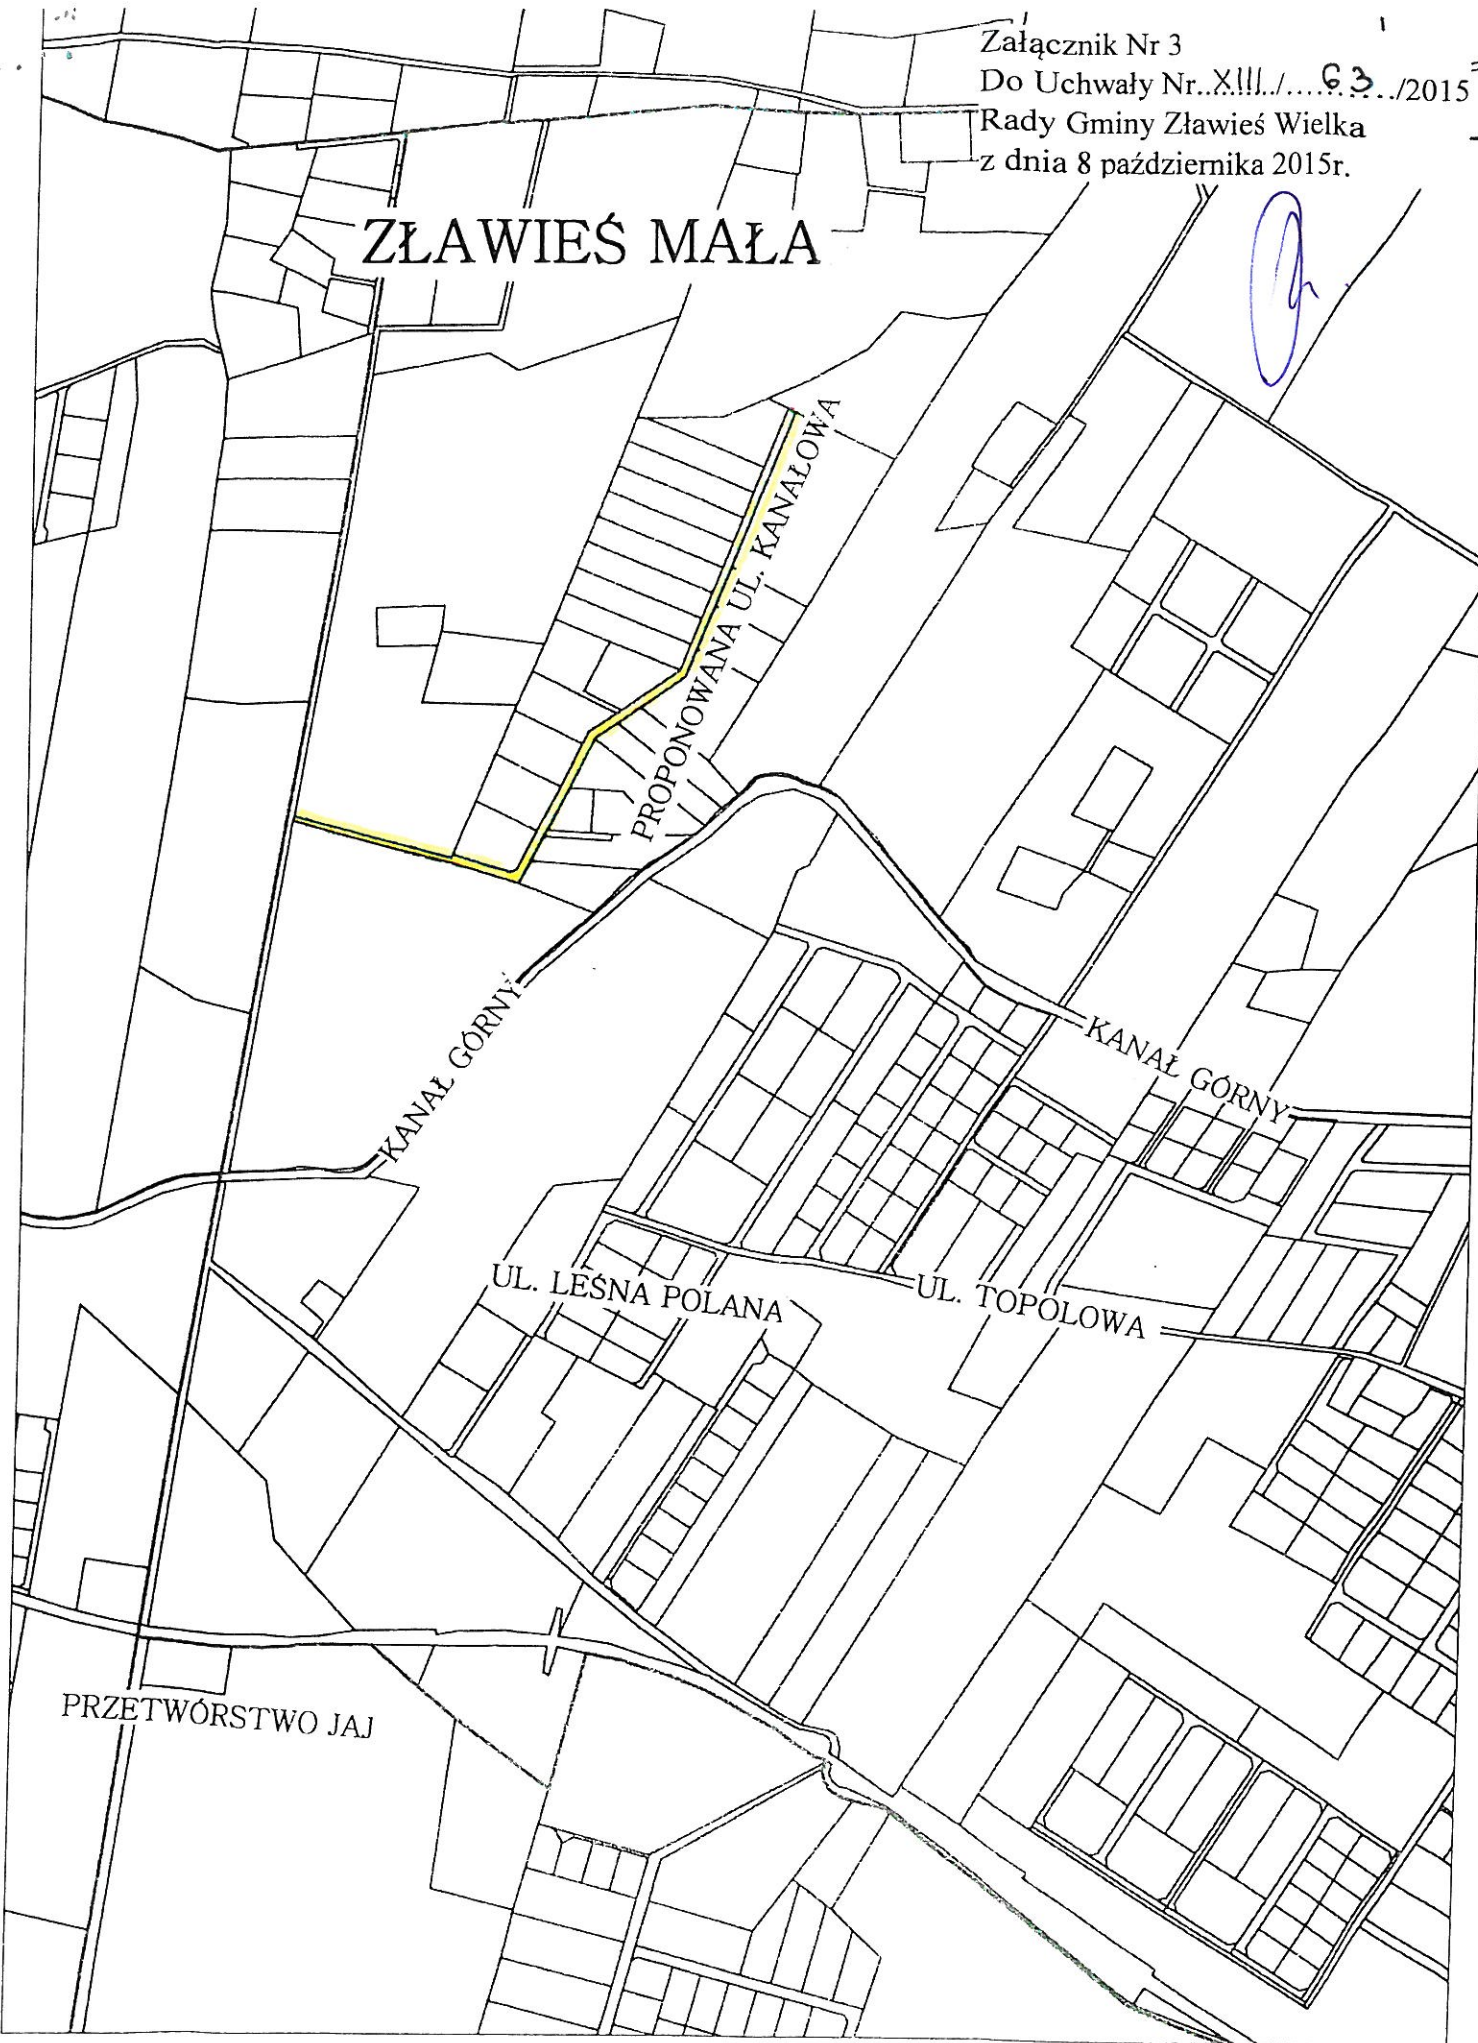 Załącznik Nr 3
Do Uchwały Nr..XIII../....63..../2015
Rady Gminy Zławieś Wielka
z dnia 8 października 2015r.
ZŁAWIEŚ MAŁA
PROPONOWANA UL. KANAŁOWA
KANAŁ GÓRNY
KANAŁ GÓRNY
UL. LEŚNA POLANA
UL. TOPOLOWA
PRZETWÓRSTWO JAJ